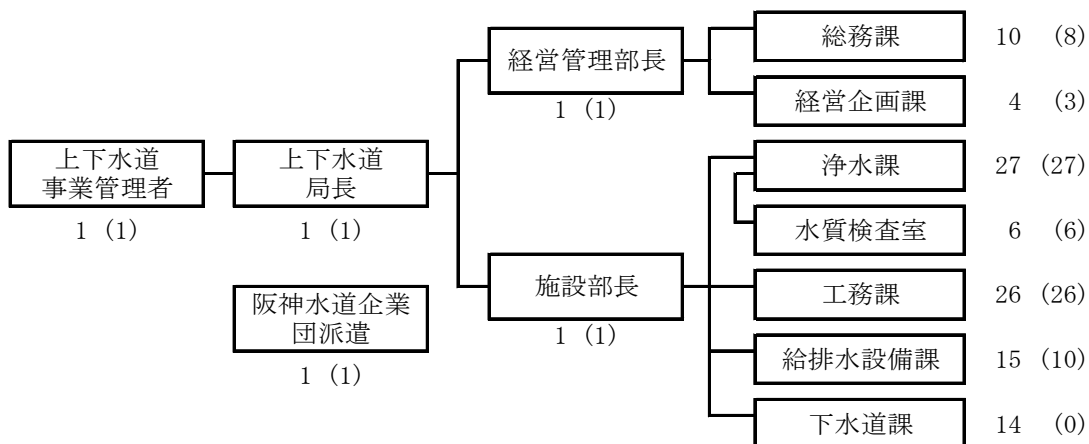 上下水道
事業管理者
1 (1)
上下水道
局長
1 (1)
阪神水道企業
団派遣
1 (1)
経営管理部長
1 (1)
総務課 10 (8)
経営企画課 4 (3)
施設部長
1 (1)
浄水課 27 (27)
水質検査室 6 (6)
工務課 26 (26)
給排水設備課 15 (10)
下水道課 14 (0)